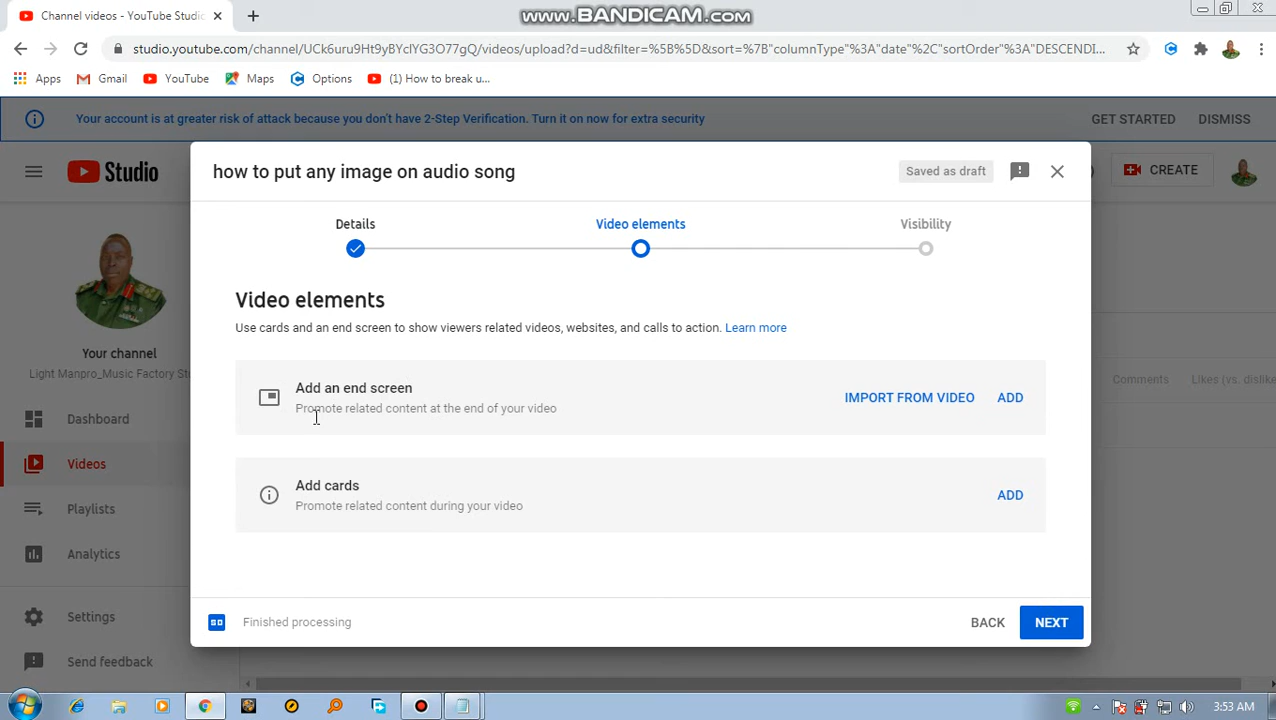 Channel videos - YouTube Studio
www.BANDICAM.com
studio.youtube.com/channel/UCk6uru9Ht9yBYclYG3O77gQ/videos/upload?d=ud&filter=%5B%5D&sort=%7B"columnType"%3A"date"%2C"sortOrder"%3A"DESCENDI...
Apps Gmail YouTube Maps Options (1) How to break u...
Your account is at greater risk of attack because you don't have 2-Step Verification. Turn it on now for extra security GET STARTED DISMISS
Studio
CREATE
how to put any image on audio song
Saved as draft
Details Video elements Visibility
Video elements
Use cards and an end screen to show viewers related videos, websites, and calls to action. Learn more
Your channel
Light Manpro_Music Factory Stu
Comments Likes (vs. dislike
Add an end screen
Promote related content at the end of your video
IMPORT FROM VIDEO ADD
Dashboard
Videos
Add cards
Promote related content during your video
ADD
Playlists
Analytics
Settings
Send feedback
SD Finished processing
BACK NEXT
3:53 AM